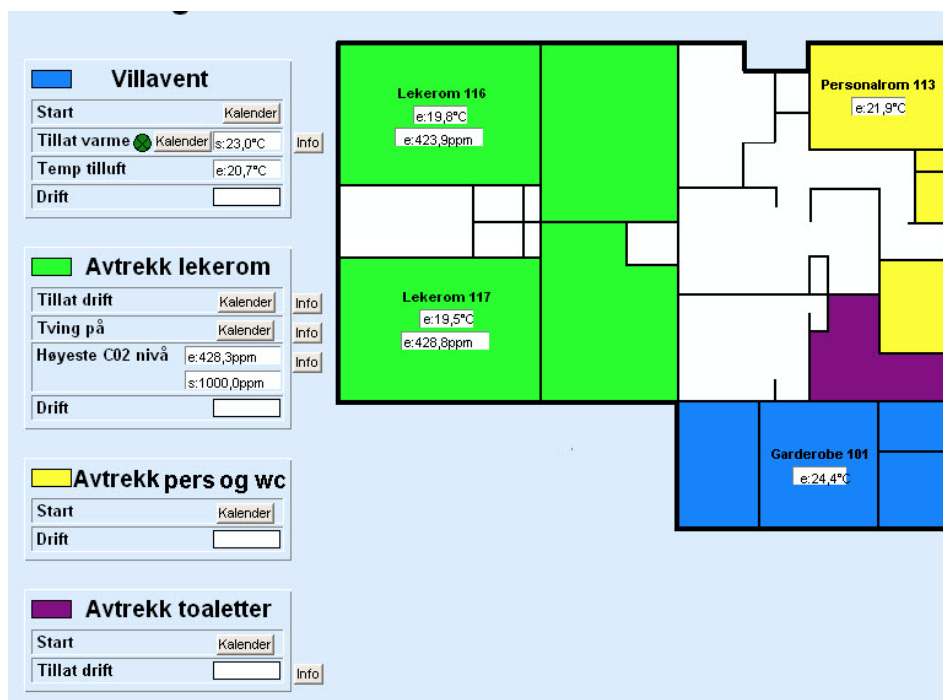 Villavent
Start Kalender
Tillat varme Kalender s:23,0°C Info
Temp tilluft e:20,7°C
Drift
Avtrekk lekerom
Tillat drift Kalender Info
Tving på Kalender Info
Høyeste C02 nivå e:428,3ppm Info
s:1000,0ppm
Drift
Avtrekk pers og wc
Start Kalender
Drift
Avtrekk toaletter
Start Kalender
Tillat drift Info
Lekerom 116
e:19,8°C
e:423,9ppm
Personalrom 113
e:21,9°C
Lekerom 117
e:19,5°C
e:428,8ppm
Garderobe 101
e:24,4°C